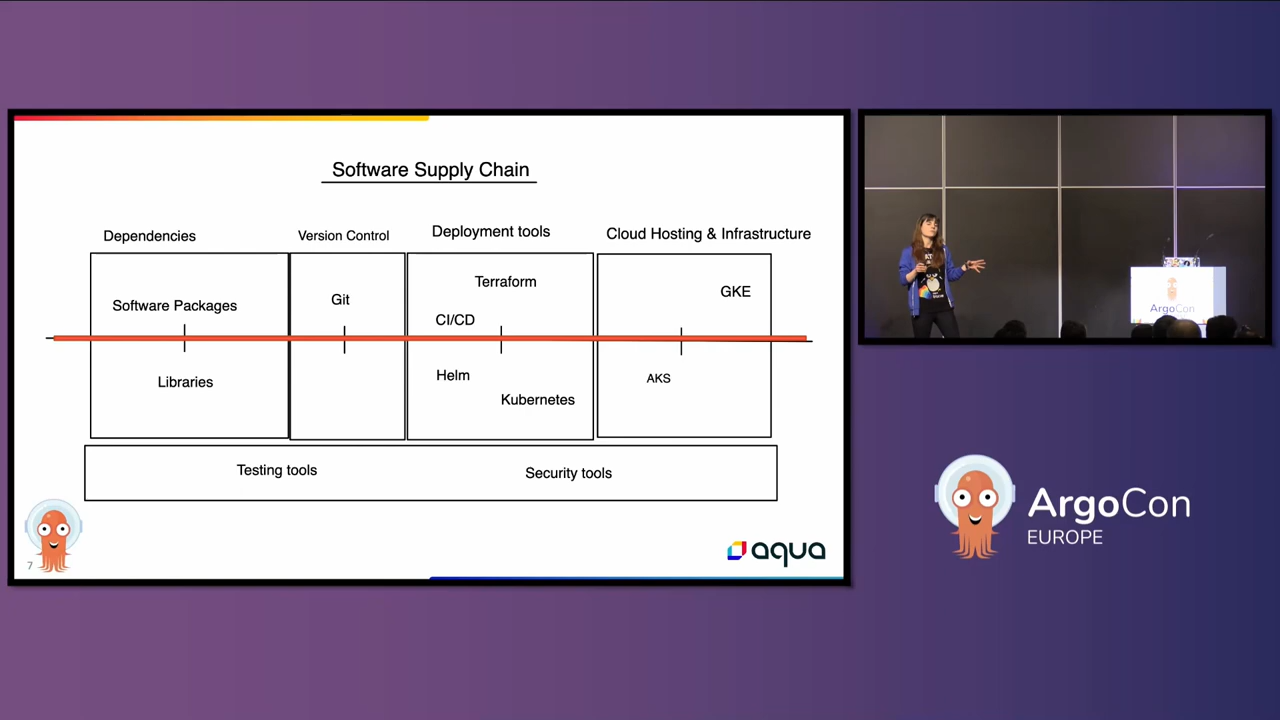 Software Supply Chain
Dependencies
Version Control
Deployment tools
Cloud Hosting & Infrastructure
Software Packages
Libraries
Git
Terraform
CI/CD
Helm
Kubernetes
GKE
AKS
Testing tools
Security tools
7
aqua
ArgoCon
ArgoCon
EUROPE